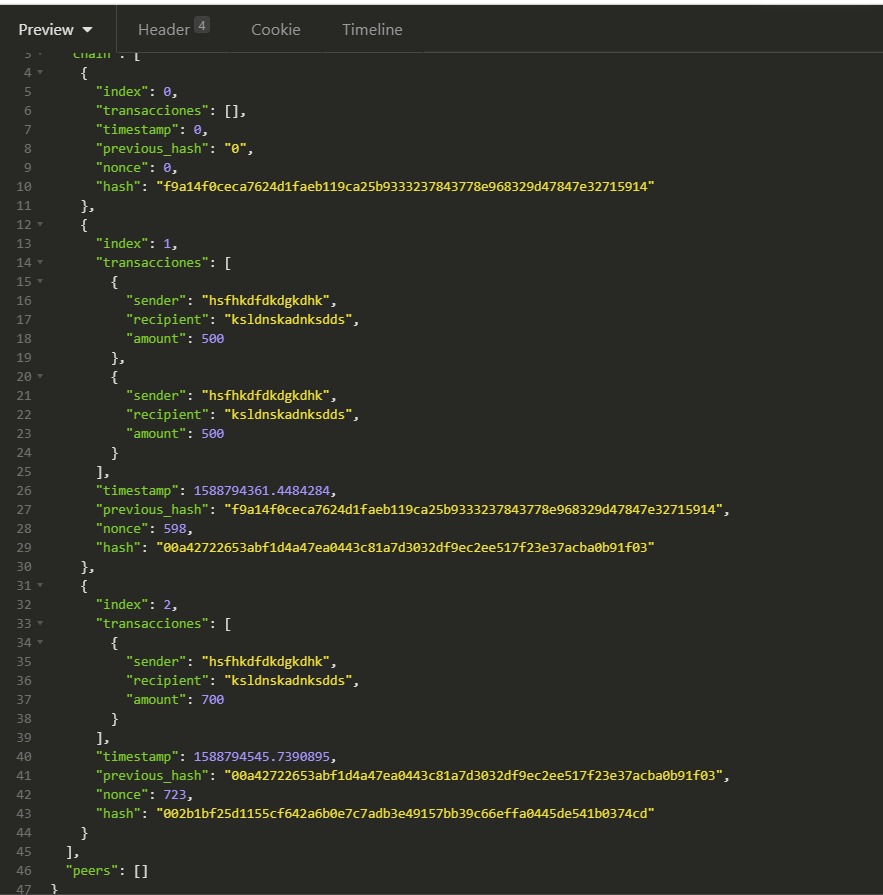 Preview Header 4 Cookie Timeline
3 "chain": [
4 {
5 "index": 0,
6 "transacciones": [],
7 "timestamp": 0,
8 "previous_hash": "0",
9 "nonce": 0,
10 "hash": "f9a14f0ceca7624d1faeb119ca25b9333237843778e968329d47847e32715914"
11 },
12 {
13 "index": 1,
14 "transacciones": [
15 {
16 "sender": "hsfhkdfdkdgkdhk",
17 "recipient": "ksldnskadnksdds",
18 "amount": 500
19 },
20 {
21 "sender": "hsfhkdfdkdgkdhk",
22 "recipient": "ksldnskadnksdds",
23 "amount": 500
24 }
25 ],
26 "timestamp": 1588794361.4484284,
27 "previous_hash": "f9a14f0ceca7624d1faeb119ca25b9333237843778e968329d47847e32715914",
28 "nonce": 598,
29 "hash": "00a42722653abf1d4a47ea0443c81a7d3032df9ec2ee517f23e37acba0b91f03"
30 },
31 {
32 "index": 2,
33 "transacciones": [
34 {
35 "sender": "hsfhkdfdkdgkdhk",
36 "recipient": "ksldnskadnksdds",
37 "amount": 700
38 }
39 ],
40 "timestamp": 1588794545.7390895,
41 "previous_hash": "00a42722653abf1d4a47ea0443c81a7d3032df9ec2ee517f23e37acba0b91f03",
42 "nonce": 723,
43 "hash": "002b1bf25d1155cf642a6b0e7c7adb3e49157bb39c66effa0445de541b0374cd"
44 }
45 ],
46 "peers": []
47 }